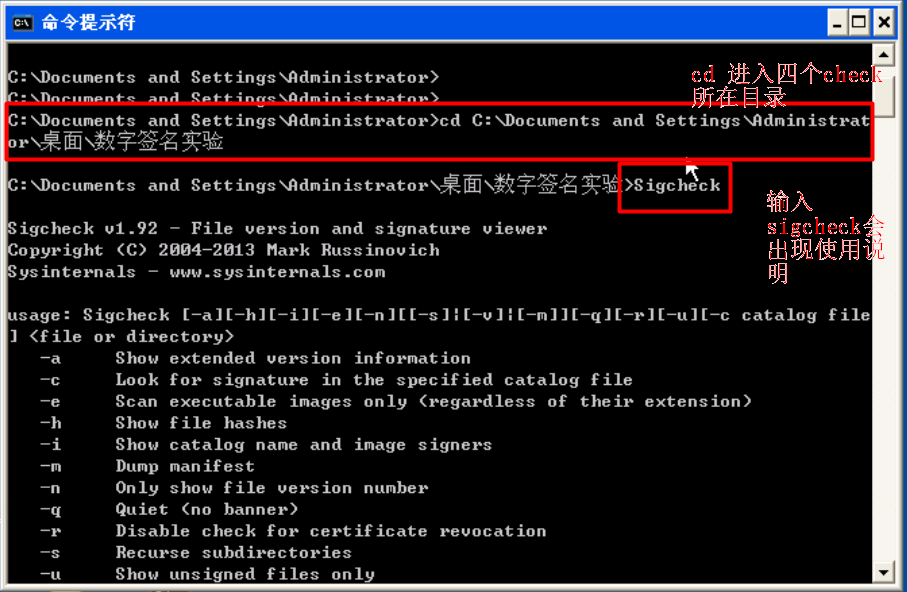 命令提示符
C:\Documents and Settings\Administrator>
C:\Documents and Settings\Administrator>
cd 进入四个check
所在目录
C:\Documents and Settings\Administrator>cd C:\Documents and Settings\Administrat
or\桌面\数字签名实验
C:\Documents and Settings\Administrator\桌面\数字签名实验>Sigcheck
输入
sigcheck会
出现使用说
明
Sigcheck v1.92 - File version and signature viewer
Copyright (C) 2004-2013 Mark Russinovich
Sysinternals - www.sysinternals.com
usage: Sigcheck [-a][-h][-i][-e][-n][[-s]|[-v]|[-m]][-q][-r][-u][-c catalog file
] <file or directory>
-a Show extended version information
-c Look for signature in the specified catalog file
-e Scan executable images only (regardless of their extension)
-h Show file hashes
-i Show catalog name and image signers
-m Dump manifest
-n Only show file version number
-q Quiet (no banner)
-r Disable check for certificate revocation
-s Recurse subdirectories
-u Show unsigned files only